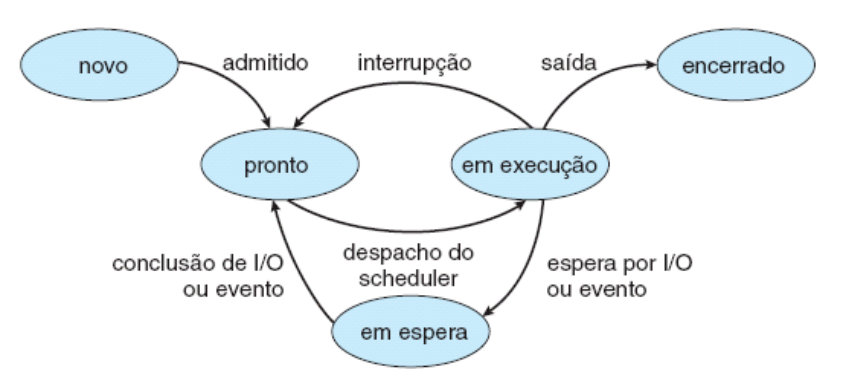 novo
admitido
interrupção
saída
encerrado
pronto
em execução
conclusão de I/O
ou evento
despacho do
scheduler
espera por I/O
ou evento
em espera